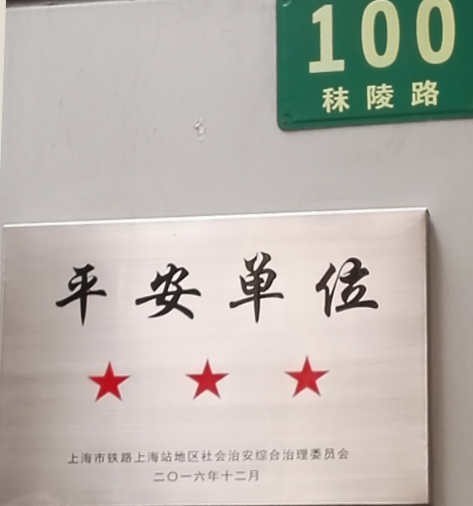 100
秣陵路
平安单位
上海市铁路上海站地区社会治安综合治理委员会
二〇一六年十二月